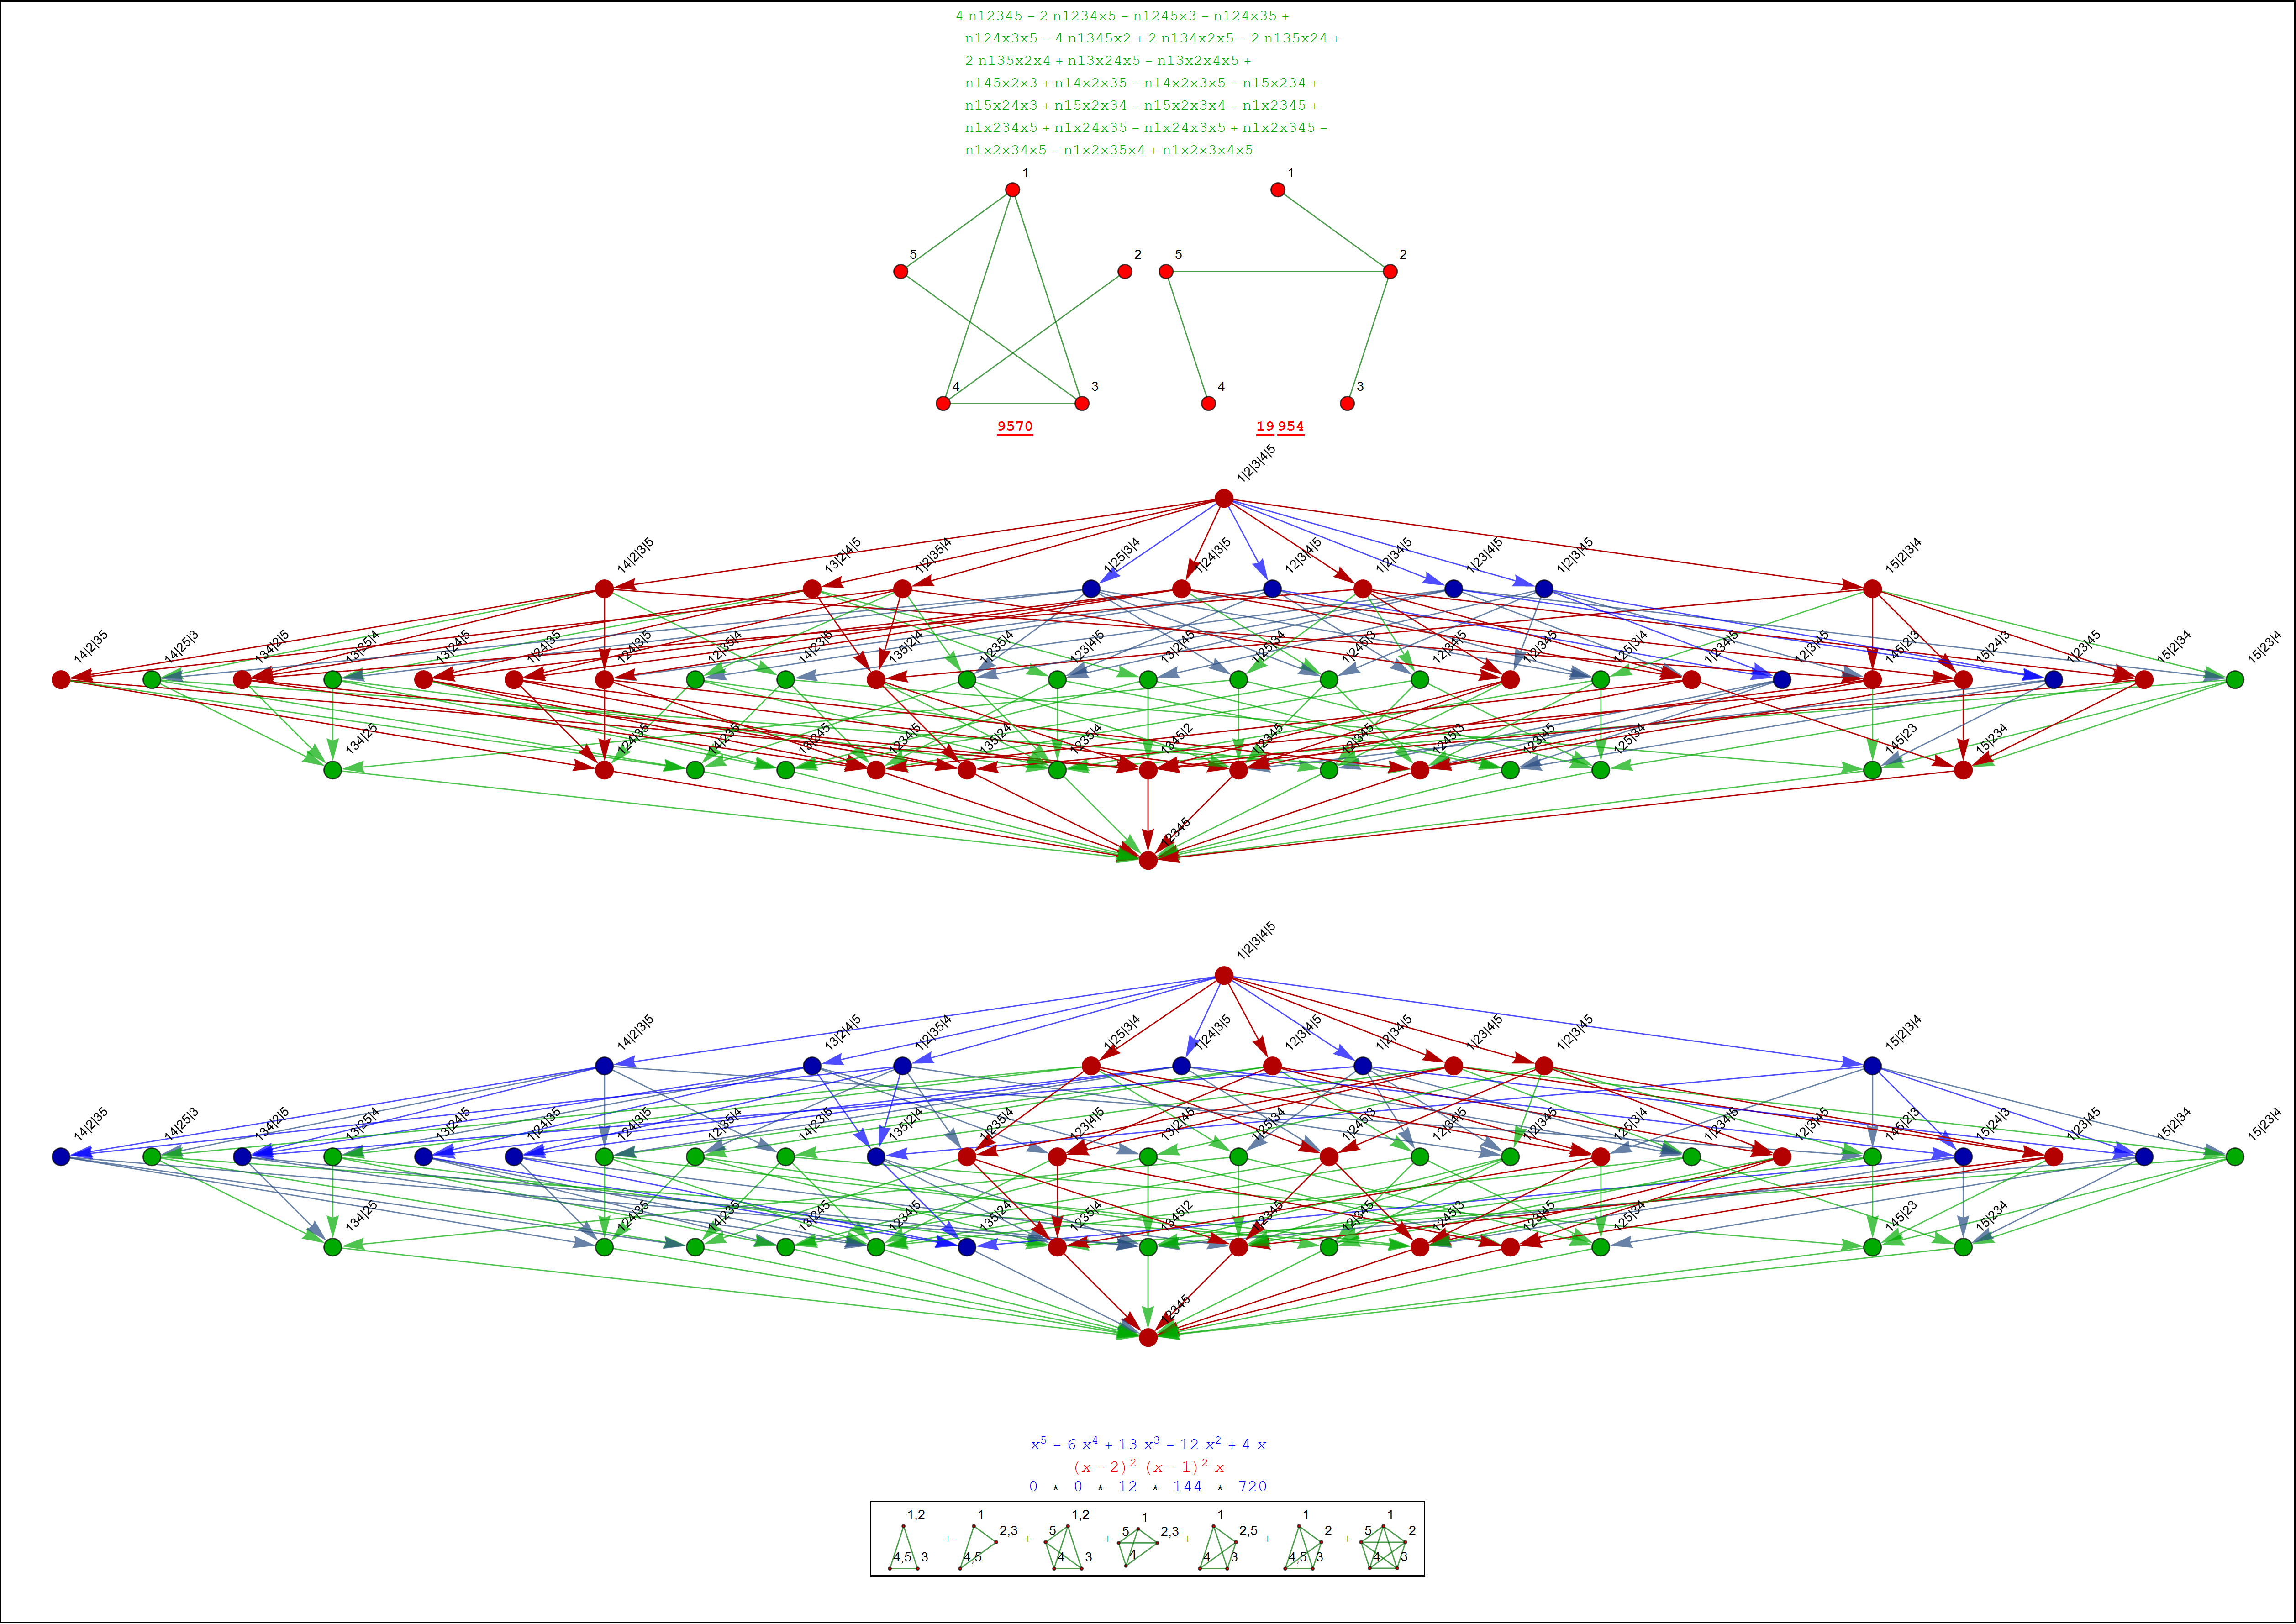 4 n12345 − 2 n1234x5 − n1245x3 − n124x35 +
n124x3x5 − 4 n1345x2 + 2 n134x2x5 − 2 n135x24 +
2 n135x2x4 + n13x24x5 − n13x2x4x5 +
n145x2x3 + n14x2x35 − n14x2x3x5 − n15x234 +
n15x24x3 + n15x2x34 − n15x2x3x4 − n1x2345 +
n1x234x5 + n1x24x35 − n1x24x3x5 + n1x2x345 −
n1x2x34x5 − n1x2x35x4 + n1x2x3x4x5
1 1
5 2 5 2
4 3 4 3
9570 19 954
1|2|3|4|5
14|2|3|5 13|2|4|5 1|2|35|4 1|25|3|4 1|24|3|5 12|3|4|5 1|2|34|5 1|23|4|5 1|2|3|45 15|2|3|4
14|2|35 14|25|3 134|2|5 13|25|4 13|24|5 1|24|35 124|3|5 12|35|4 14|23|5 135|2|4 1|235|4 123|4|5 13|2|45 1|25|34 1|245|3 12|34|5 1|2|345 125|3|4 1|234|5 12|3|45 145|2|3 15|24|3 1|23|45 15|2|34 15|23|4
134|25 124|35 14|235 13|245 1234|5 135|24 1235|4 1345|2 1|2345 12|345 1245|3 123|45 125|34 145|23 15|234
12345
1|2|3|4|5
14|2|3|5 13|2|4|5 1|2|35|4 1|25|3|4 1|24|3|5 12|3|4|5 1|2|34|5 1|23|4|5 1|2|3|45 15|2|3|4
14|2|35 14|25|3 134|2|5 13|25|4 13|24|5 1|24|35 124|3|5 12|35|4 14|23|5 135|2|4 1|235|4 123|4|5 13|2|45 1|25|34 1|245|3 12|34|5 1|2|345 125|3|4 1|234|5 12|3|45 145|2|3 15|24|3 1|23|45 15|2|34 15|23|4
134|25 124|35 14|235 13|245 1234|5 135|24 1235|4 1345|2 1|2345 12|345 1245|3 123|45 125|34 145|23 15|234
12345
x⁵ − 6 x⁴ + 13 x³ − 12 x² + 4 x
(x − 2)² (x − 1)² x
0 * 0 * 12 * 144 * 720
1,2 4,5 3 + 1 2,3 4,5 + 1,2 5 4 3 + 1 5 2,3 4 + 1 2,5 4 3 + 1 2 4,5 3 + 1 5 2 4 3